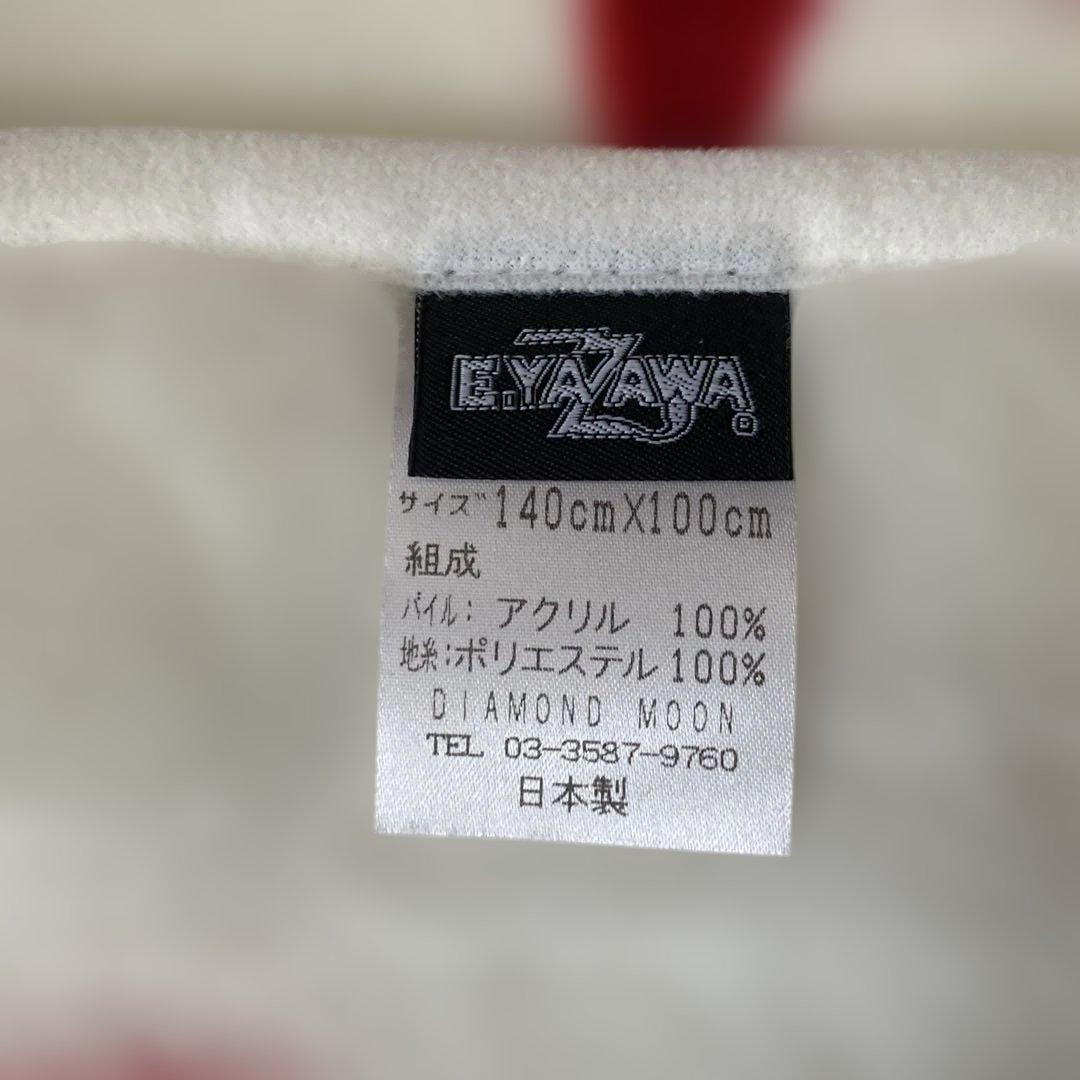 E.YAZAWA
サイズ 140cmX100cm
組成
パイル: アクリル 100%
地糸:ポリエステル 100%
DIAMOND MOON
TEL 03-3587-9760
日本製